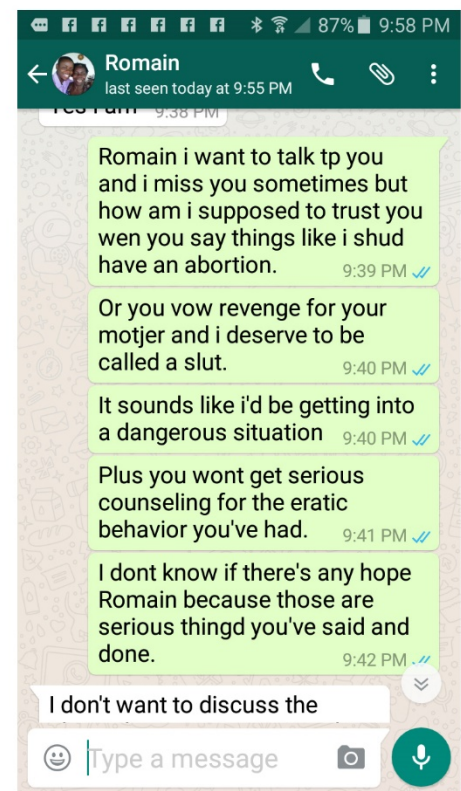 87% 9:58 PM
Romain
last seen today at 9:55 PM
Yes I am 9:38 PM
Romain i want to talk tp you
and i miss you sometimes but
how am i supposed to trust you
wen you say things like i shud
have an abortion. 9:39 PM
Or you vow revenge for your
motjer and i deserve to be
called a slut. 9:40 PM
It sounds like i'd be getting into
a dangerous situation 9:40 PM
Plus you wont get serious
counseling for the eratic
behavior you've had. 9:41 PM
I dont know if there's any hope
Romain because those are
serious thingd you've said and
done. 9:42 PM
I don't want to discuss the
Type a message